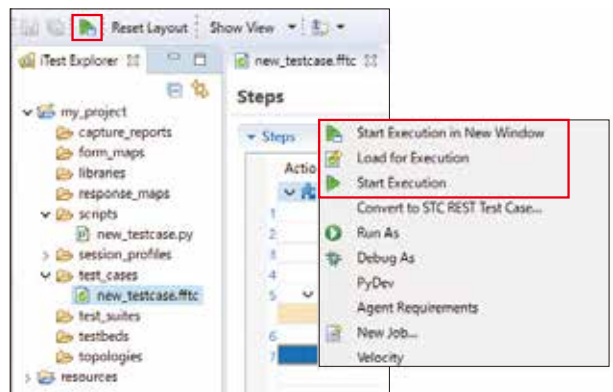 Reset Layout Show View
iTest Explorer
new_testcase.fftc
Steps
my_project
capture_reports
form_maps
libraries
response_maps
scripts
new_testcase.py
session_profiles
test_cases
new_testcase.fftc
test_suites
testbeds
topologies
resources
Steps
Actio
1
2
3
4
5
6
7
Start Execution in New Window
Load for Execution
Start Execution
Convert to STC REST Test Case...
Run As
Debug As
PyDev
Agent Requirements
New Job...
Velocity